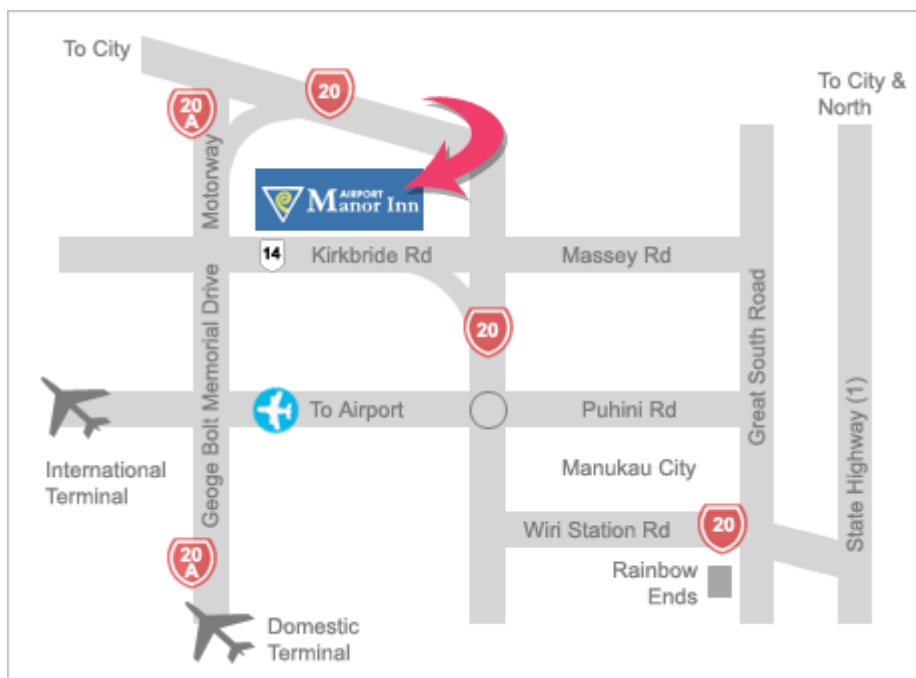 To City
20
To City &
North
20
A
Motorway
AIRPORT
Manor Inn
14
Kirkbride Rd
Massey Rd
Geoge Bolt Memorial Drive
20
Great South Road
State Highway (1)
To Airport
Puhini Rd
International
Terminal
Manukau City
20
A
Wiri Station Rd
20
Rainbow
Ends
Domestic
Terminal